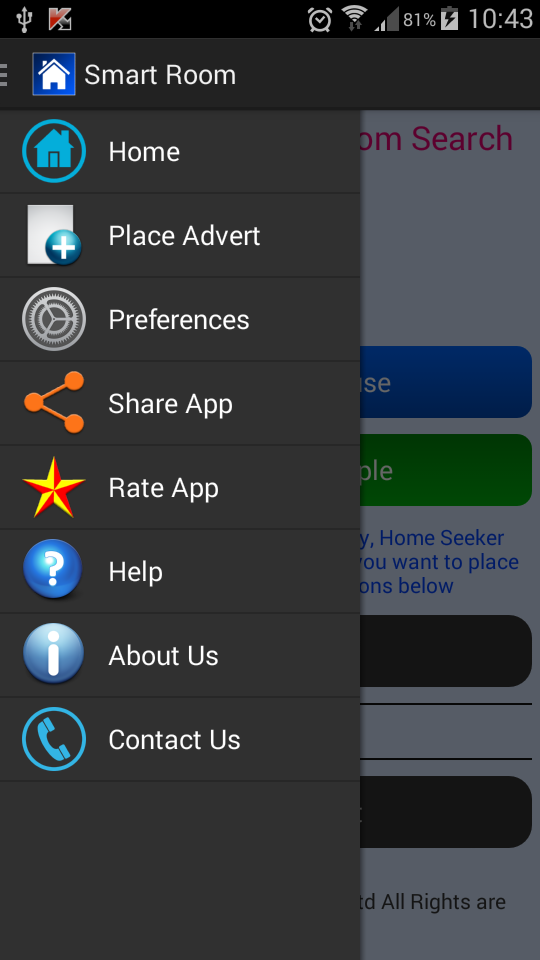 81% 10:43
Smart Room
om Search
Home
Place Advert
Preferences
Share App
Rate App
Help
About Us
Contact Us
use
ple
y, Home Seeker
you want to place
ons below
td All Rights are